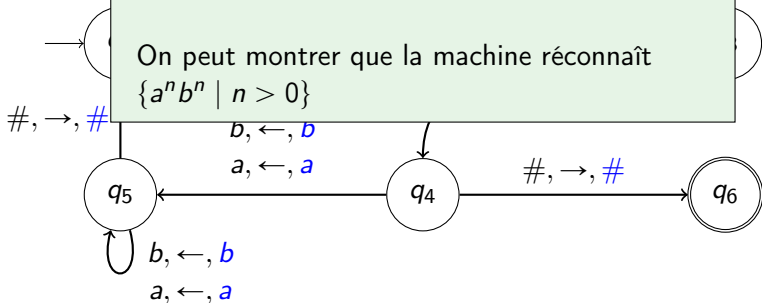 On peut montrer que la machine réconnaît
{aⁿbⁿ | n > 0}
#, →, #
b, ←, b
a, ←, a
#, →, #
q₅
q₄
q₆
b, ←, b
a, ←, a